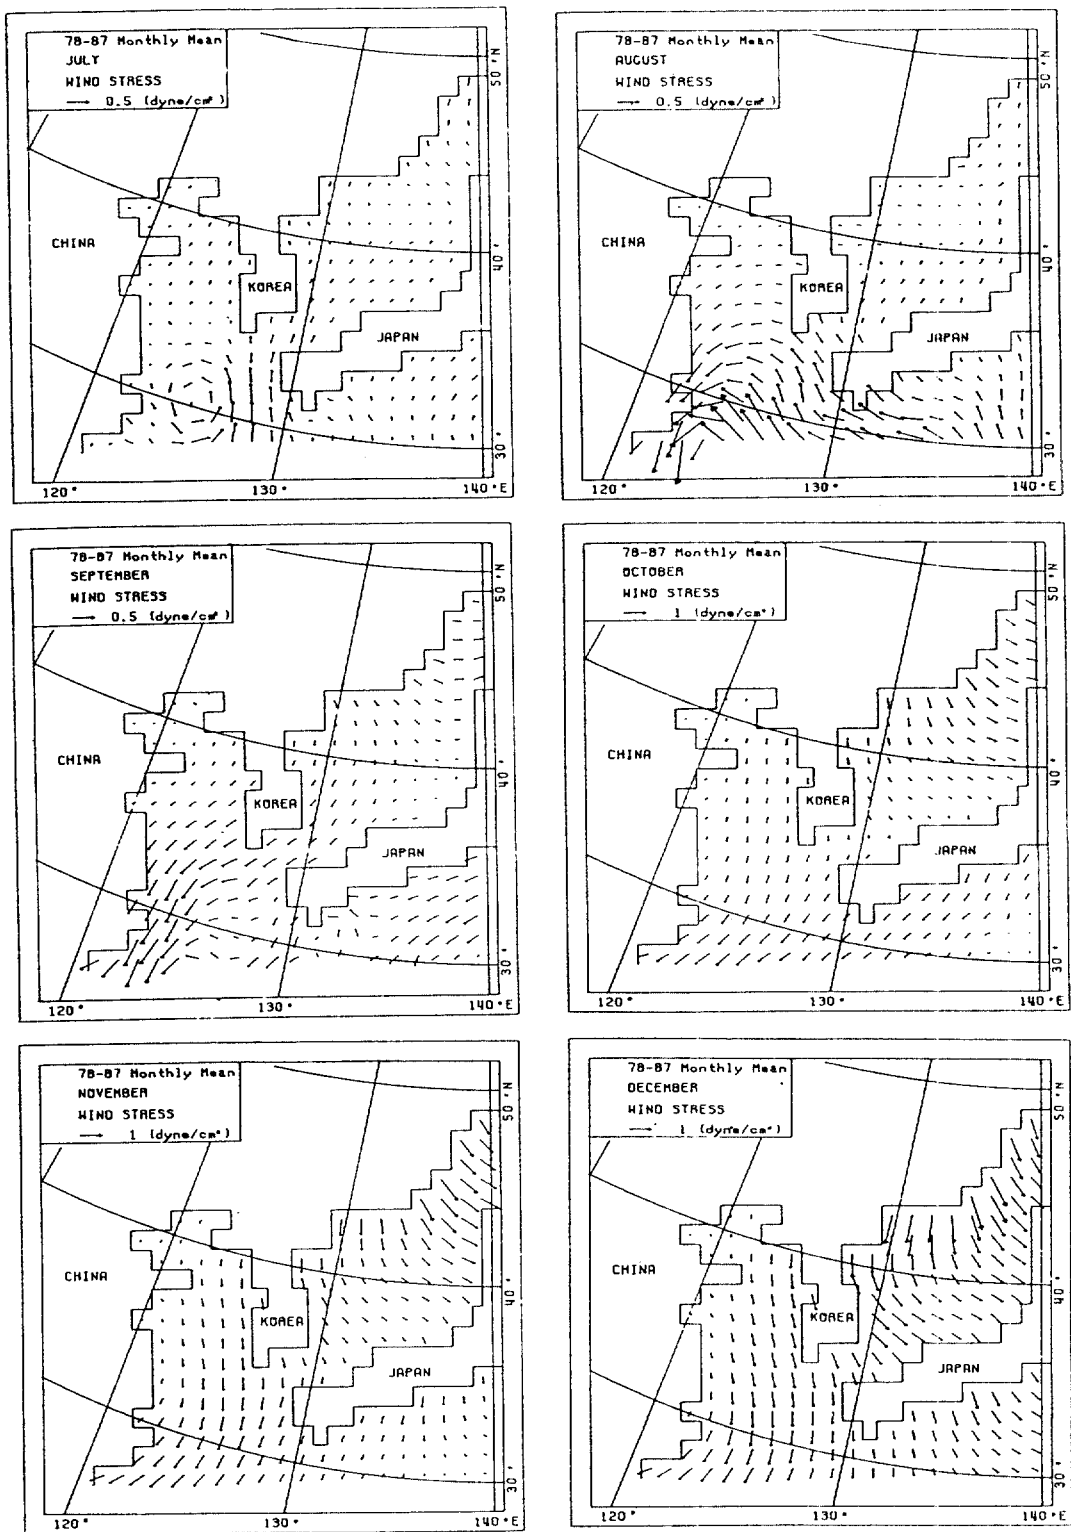 78-87 Monthly Mean
JULY
WIND STRESS
0.5 (dyne/cm²)
CHINA
KOREA
JAPAN
50°N
40°
30°
120°
130°
140°E
78-87 Monthly Mean
AUGUST
WIND STRESS
0.5 (dyne/cm²)
CHINA
KOREA
JAPAN
50°N
40°
30°
120°
130°
140°E
78-87 Monthly Mean
SEPTEMBER
WIND STRESS
0.5 (dyne/cm²)
CHINA
KOREA
JAPAN
50°N
40°
30°
120°
130°
140°E
78-87 Monthly Mean
OCTOBER
WIND STRESS
1 (dyne/cm²)
CHINA
KOREA
JAPAN
50°N
40°
30°
120°
130°
140°E
78-87 Monthly Mean
NOVEMBER
WIND STRESS
1 (dyne/cm²)
CHINA
KOREA
JAPAN
50°N
40°
30°
120°
130°
140°E
78-87 Monthly Mean
DECEMBER
WIND STRESS
1 (dyne/cm²)
CHINA
KOREA
JAPAN
50°N
40°
30°
120°
130°
140°E